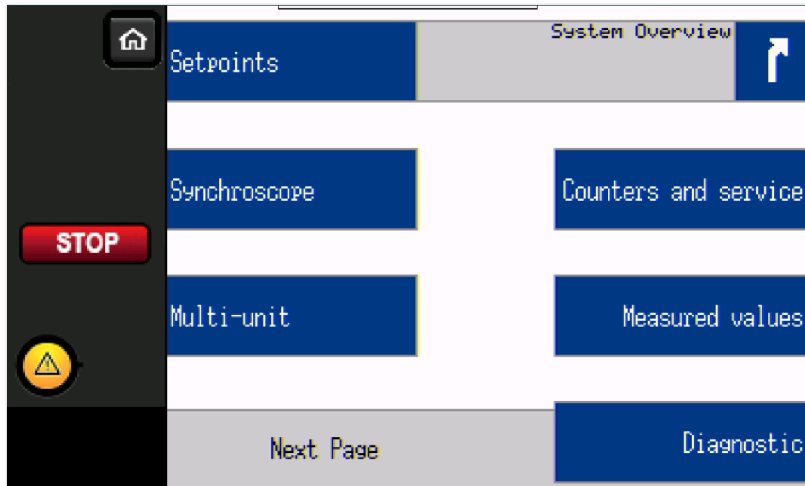 Setpoints
System Overview
Synchroscope
Counters and service
STOP
Multi-unit
Measured values
Next Page
Diagnostic